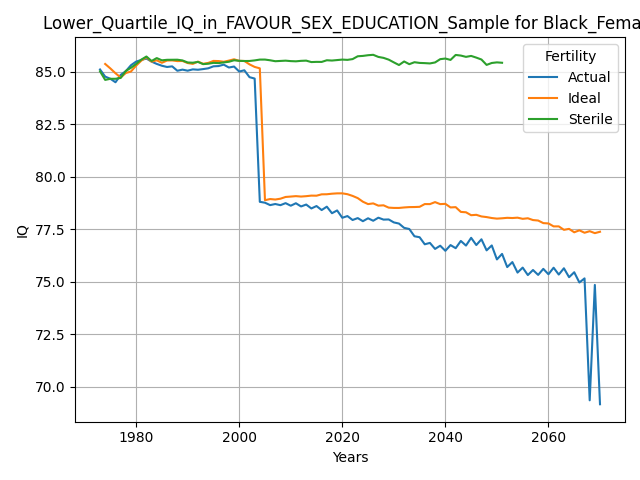 Lower_Quartile_IQ_in_FAVOUR_SEX_EDUCATION_Sample for Black_Fema
Fertility
Actual
Ideal
Sterile
85.0
82.5
80.0
77.5
75.0
72.5
70.0
IQ
1980
2000
2020
2040
2060
Years